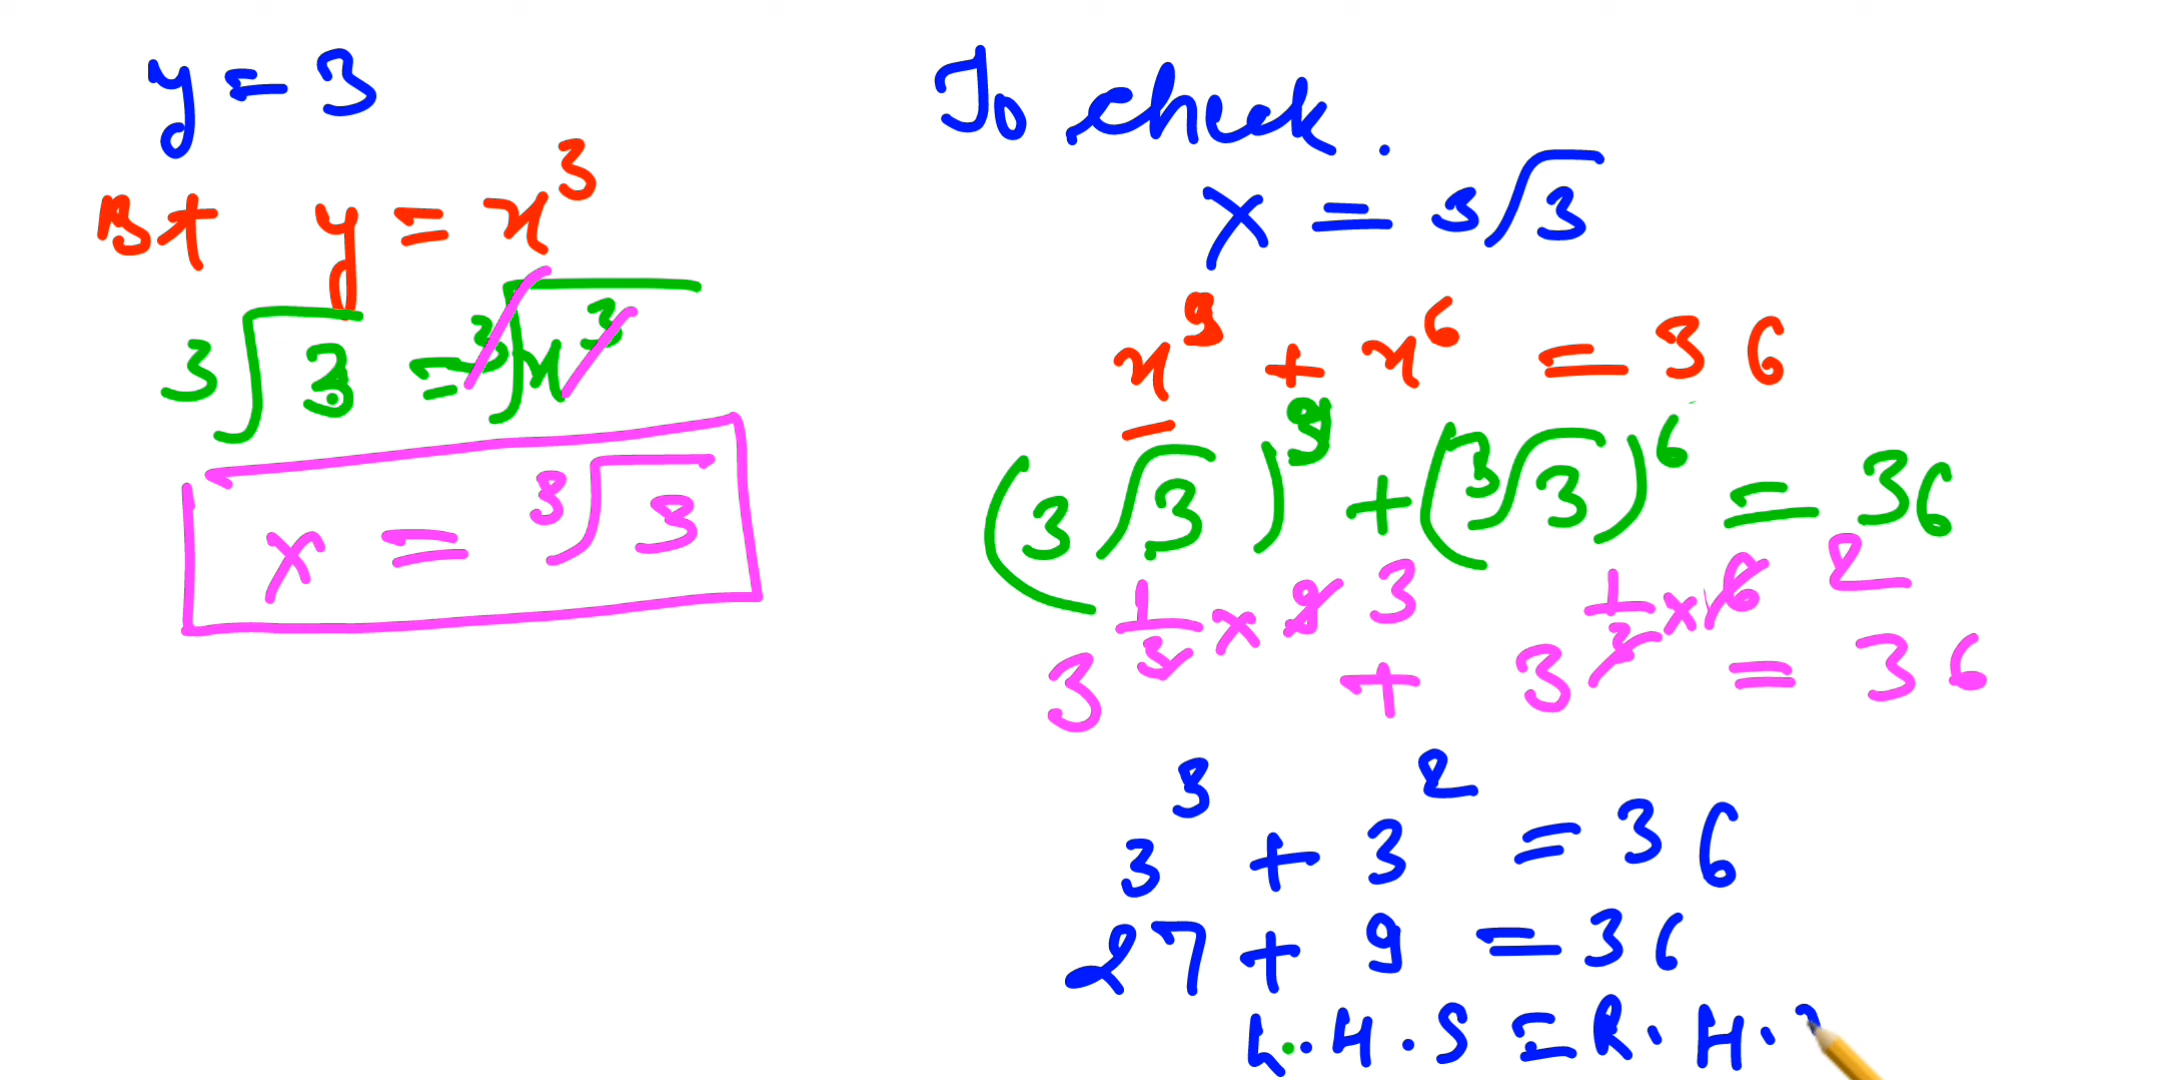 y = 3
But y = x³
³√3 = ³√x³
x = ³√3
To check.
x = ³√3
x⁹ + x⁶ = 36
(³√3)⁹ + (³√3)⁶ = 36
3^(1/3 × 9) 3 + 3^(1/3 × 6) 2 = 36
3³ + 3² = 36
27 + 9 = 36
L.H.S = R.H.